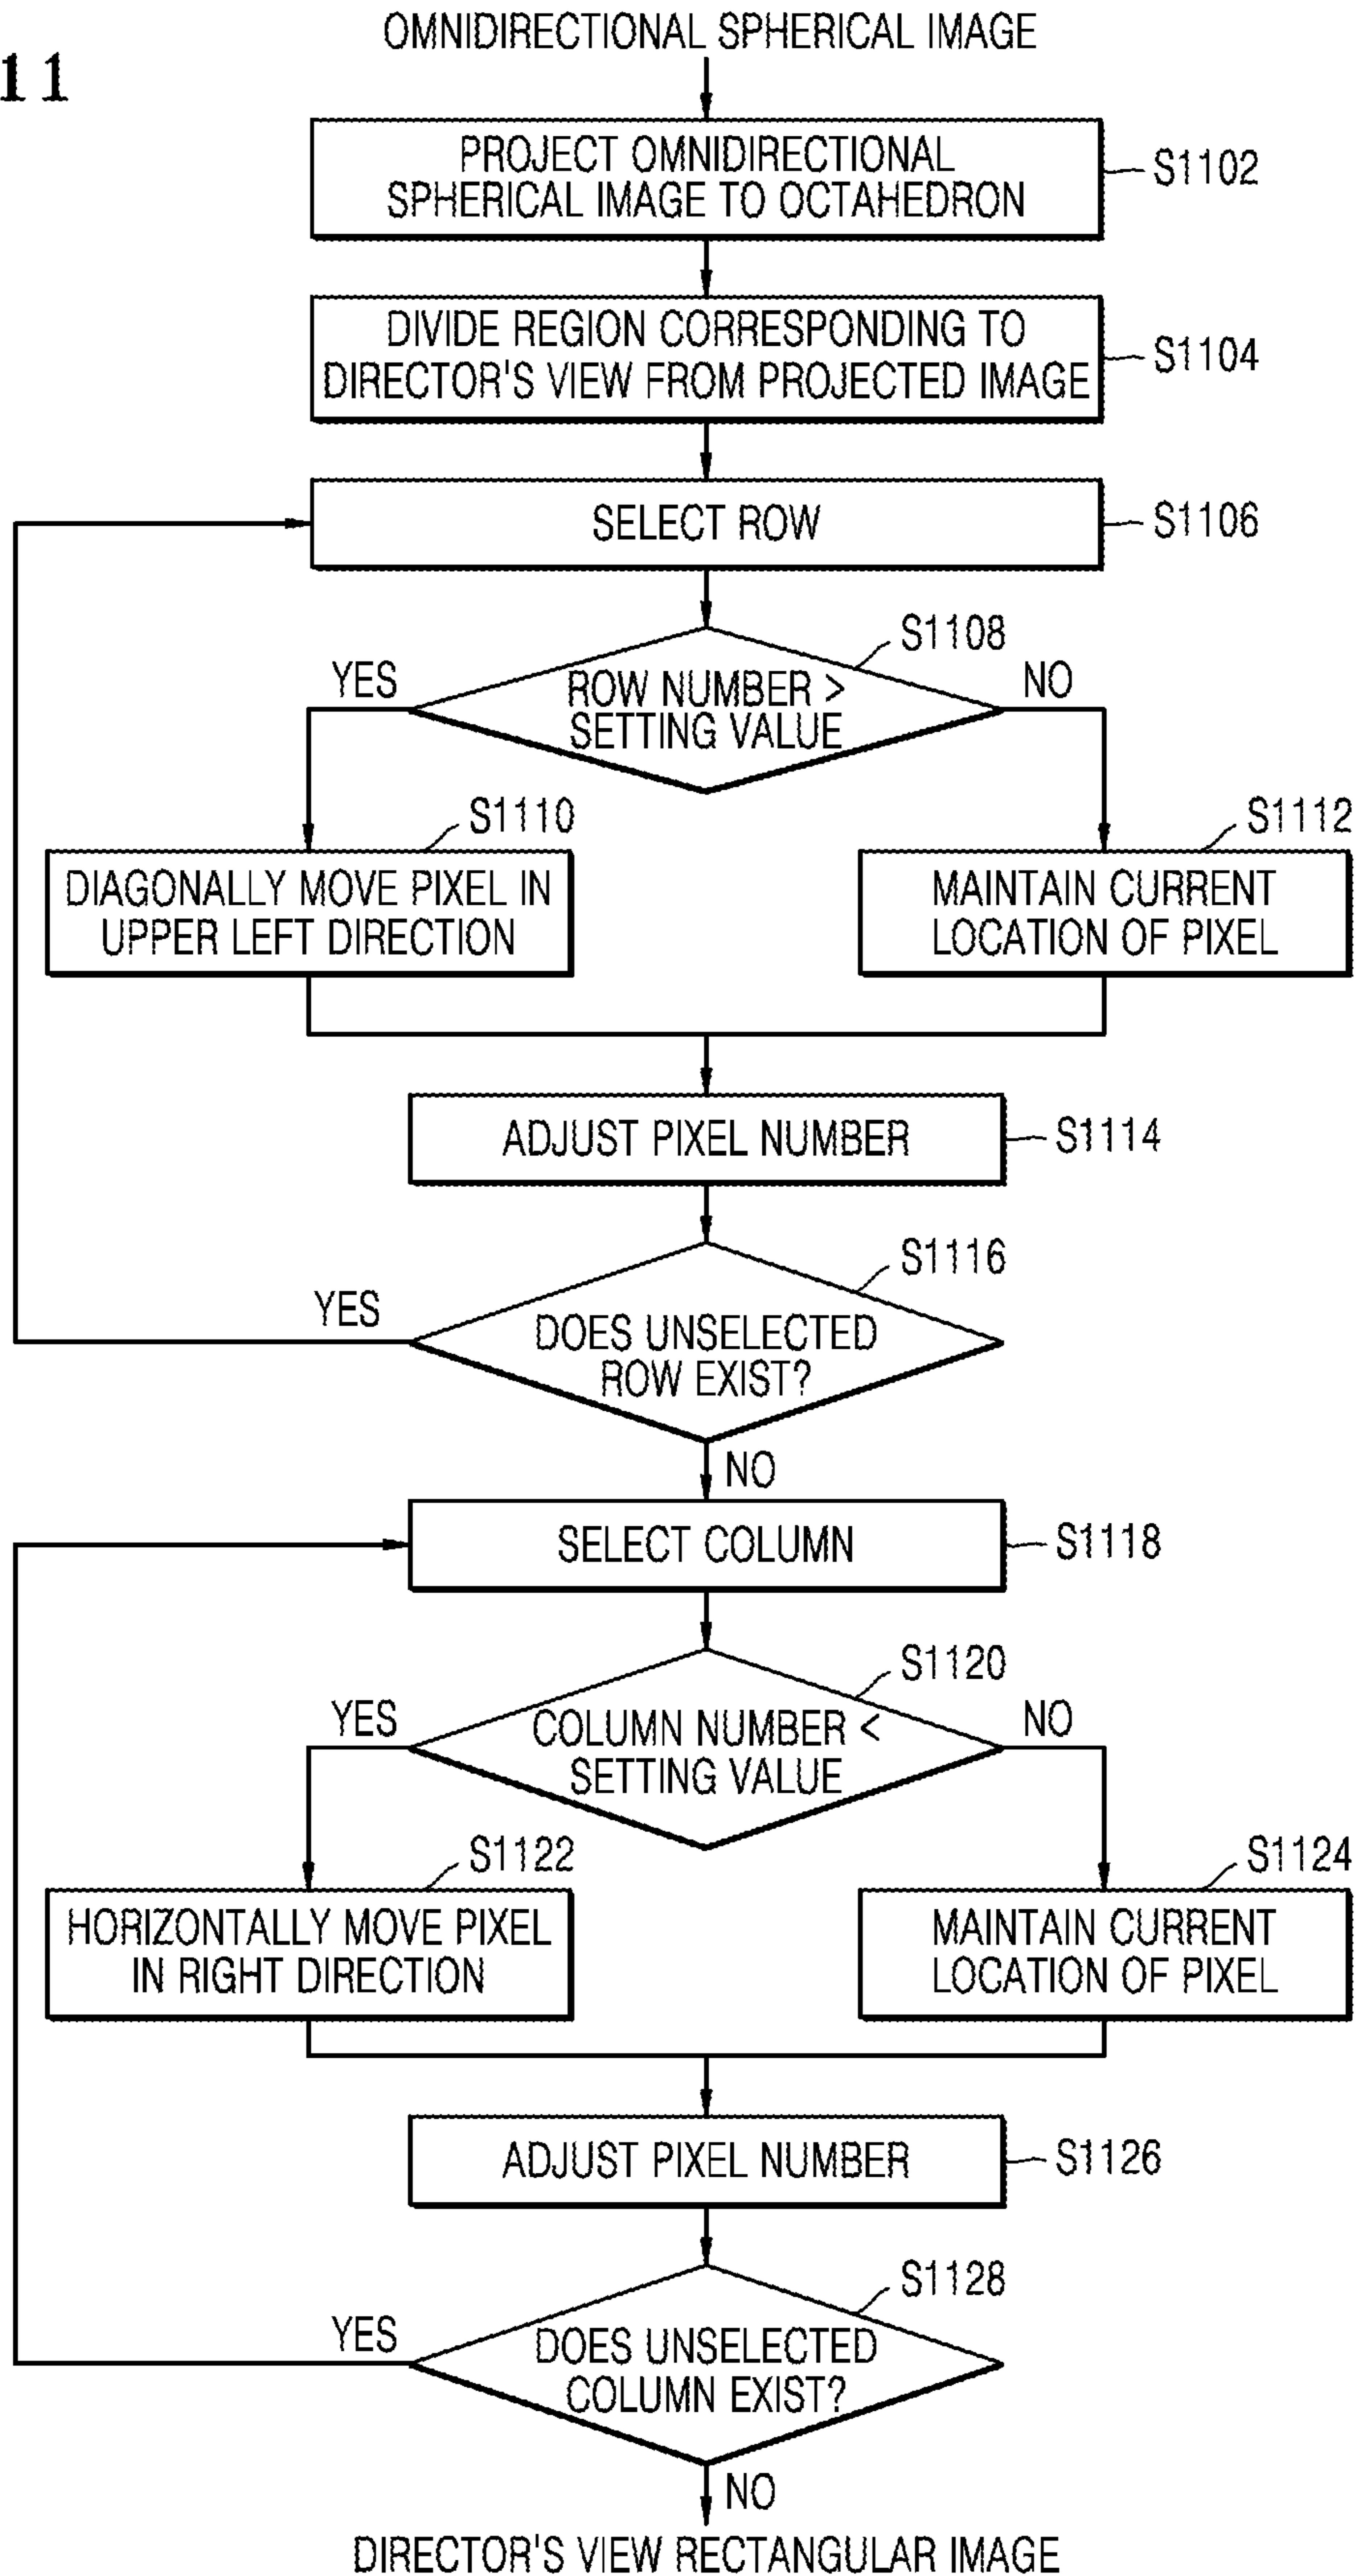 OMNIDIRECTIONAL SPHERICAL IMAGE
11
PROJECT OMNIDIRECTIONAL
SPHERICAL IMAGE TO OCTAHEDRON
S1102
DIVIDE REGION CORRESPONDING TO
DIRECTOR'S VIEW FROM PROJECTED IMAGE
S1104
SELECT ROW
S1106
S1108
YES
ROW NUMBER >
SETTING VALUE
NO
S1110
DIAGONALLY MOVE PIXEL IN
UPPER LEFT DIRECTION
S1112
MAINTAIN CURRENT
LOCATION OF PIXEL
ADJUST PIXEL NUMBER
S1114
S1116
YES
DOES UNSELECTED
ROW EXIST?
NO
SELECT COLUMN
S1118
S1120
YES
COLUMN NUMBER <
SETTING VALUE
NO
S1122
HORIZONTALLY MOVE PIXEL
IN RIGHT DIRECTION
S1124
MAINTAIN CURRENT
LOCATION OF PIXEL
ADJUST PIXEL NUMBER
S1126
S1128
YES
DOES UNSELECTED
COLUMN EXIST?
NO
DIRECTOR'S VIEW RECTANGULAR IMAGE